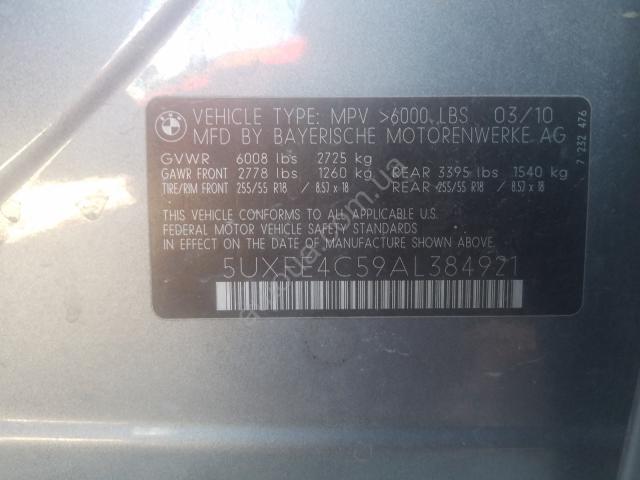 VEHICLE TYPE: MPV >6000 LBS 03/10
MFD BY BAYERISCHE MOTORENWERKE AG
GVWR 6008 lbs 2725 kg
GAWR FRONT 2778 lbs 1260 kg REAR 3395 lbs 1540 kg
TIRE/RIM FRONT 255/55 R18 / 8.5J x 18 REAR 255/55 R18 / 8.5J x 18
THIS VEHICLE CONFORMS TO ALL APPLICABLE U.S.
FEDERAL MOTOR VEHICLE SAFETY STANDARDS
IN EFFECT ON THE DATE OF MANUFACTURE SHOWN ABOVE
5UXFE4C59AL384921
7 232 476